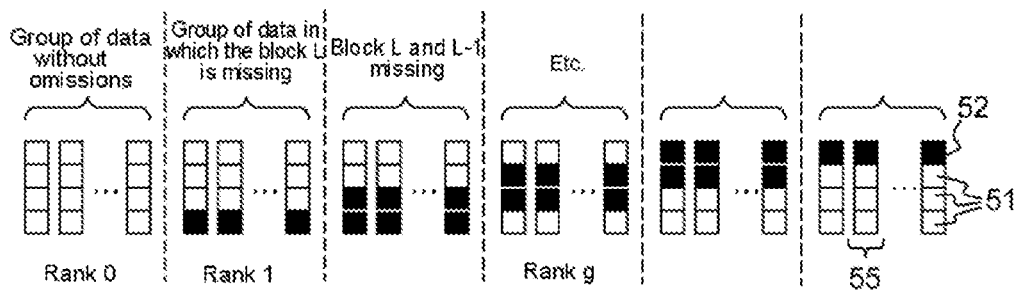 Group of data
without
omissions
Group of data in
which the block L
is missing
Block L and L-1
missing
Etc.
52
51
Rank 0
Rank 1
Rank g
55